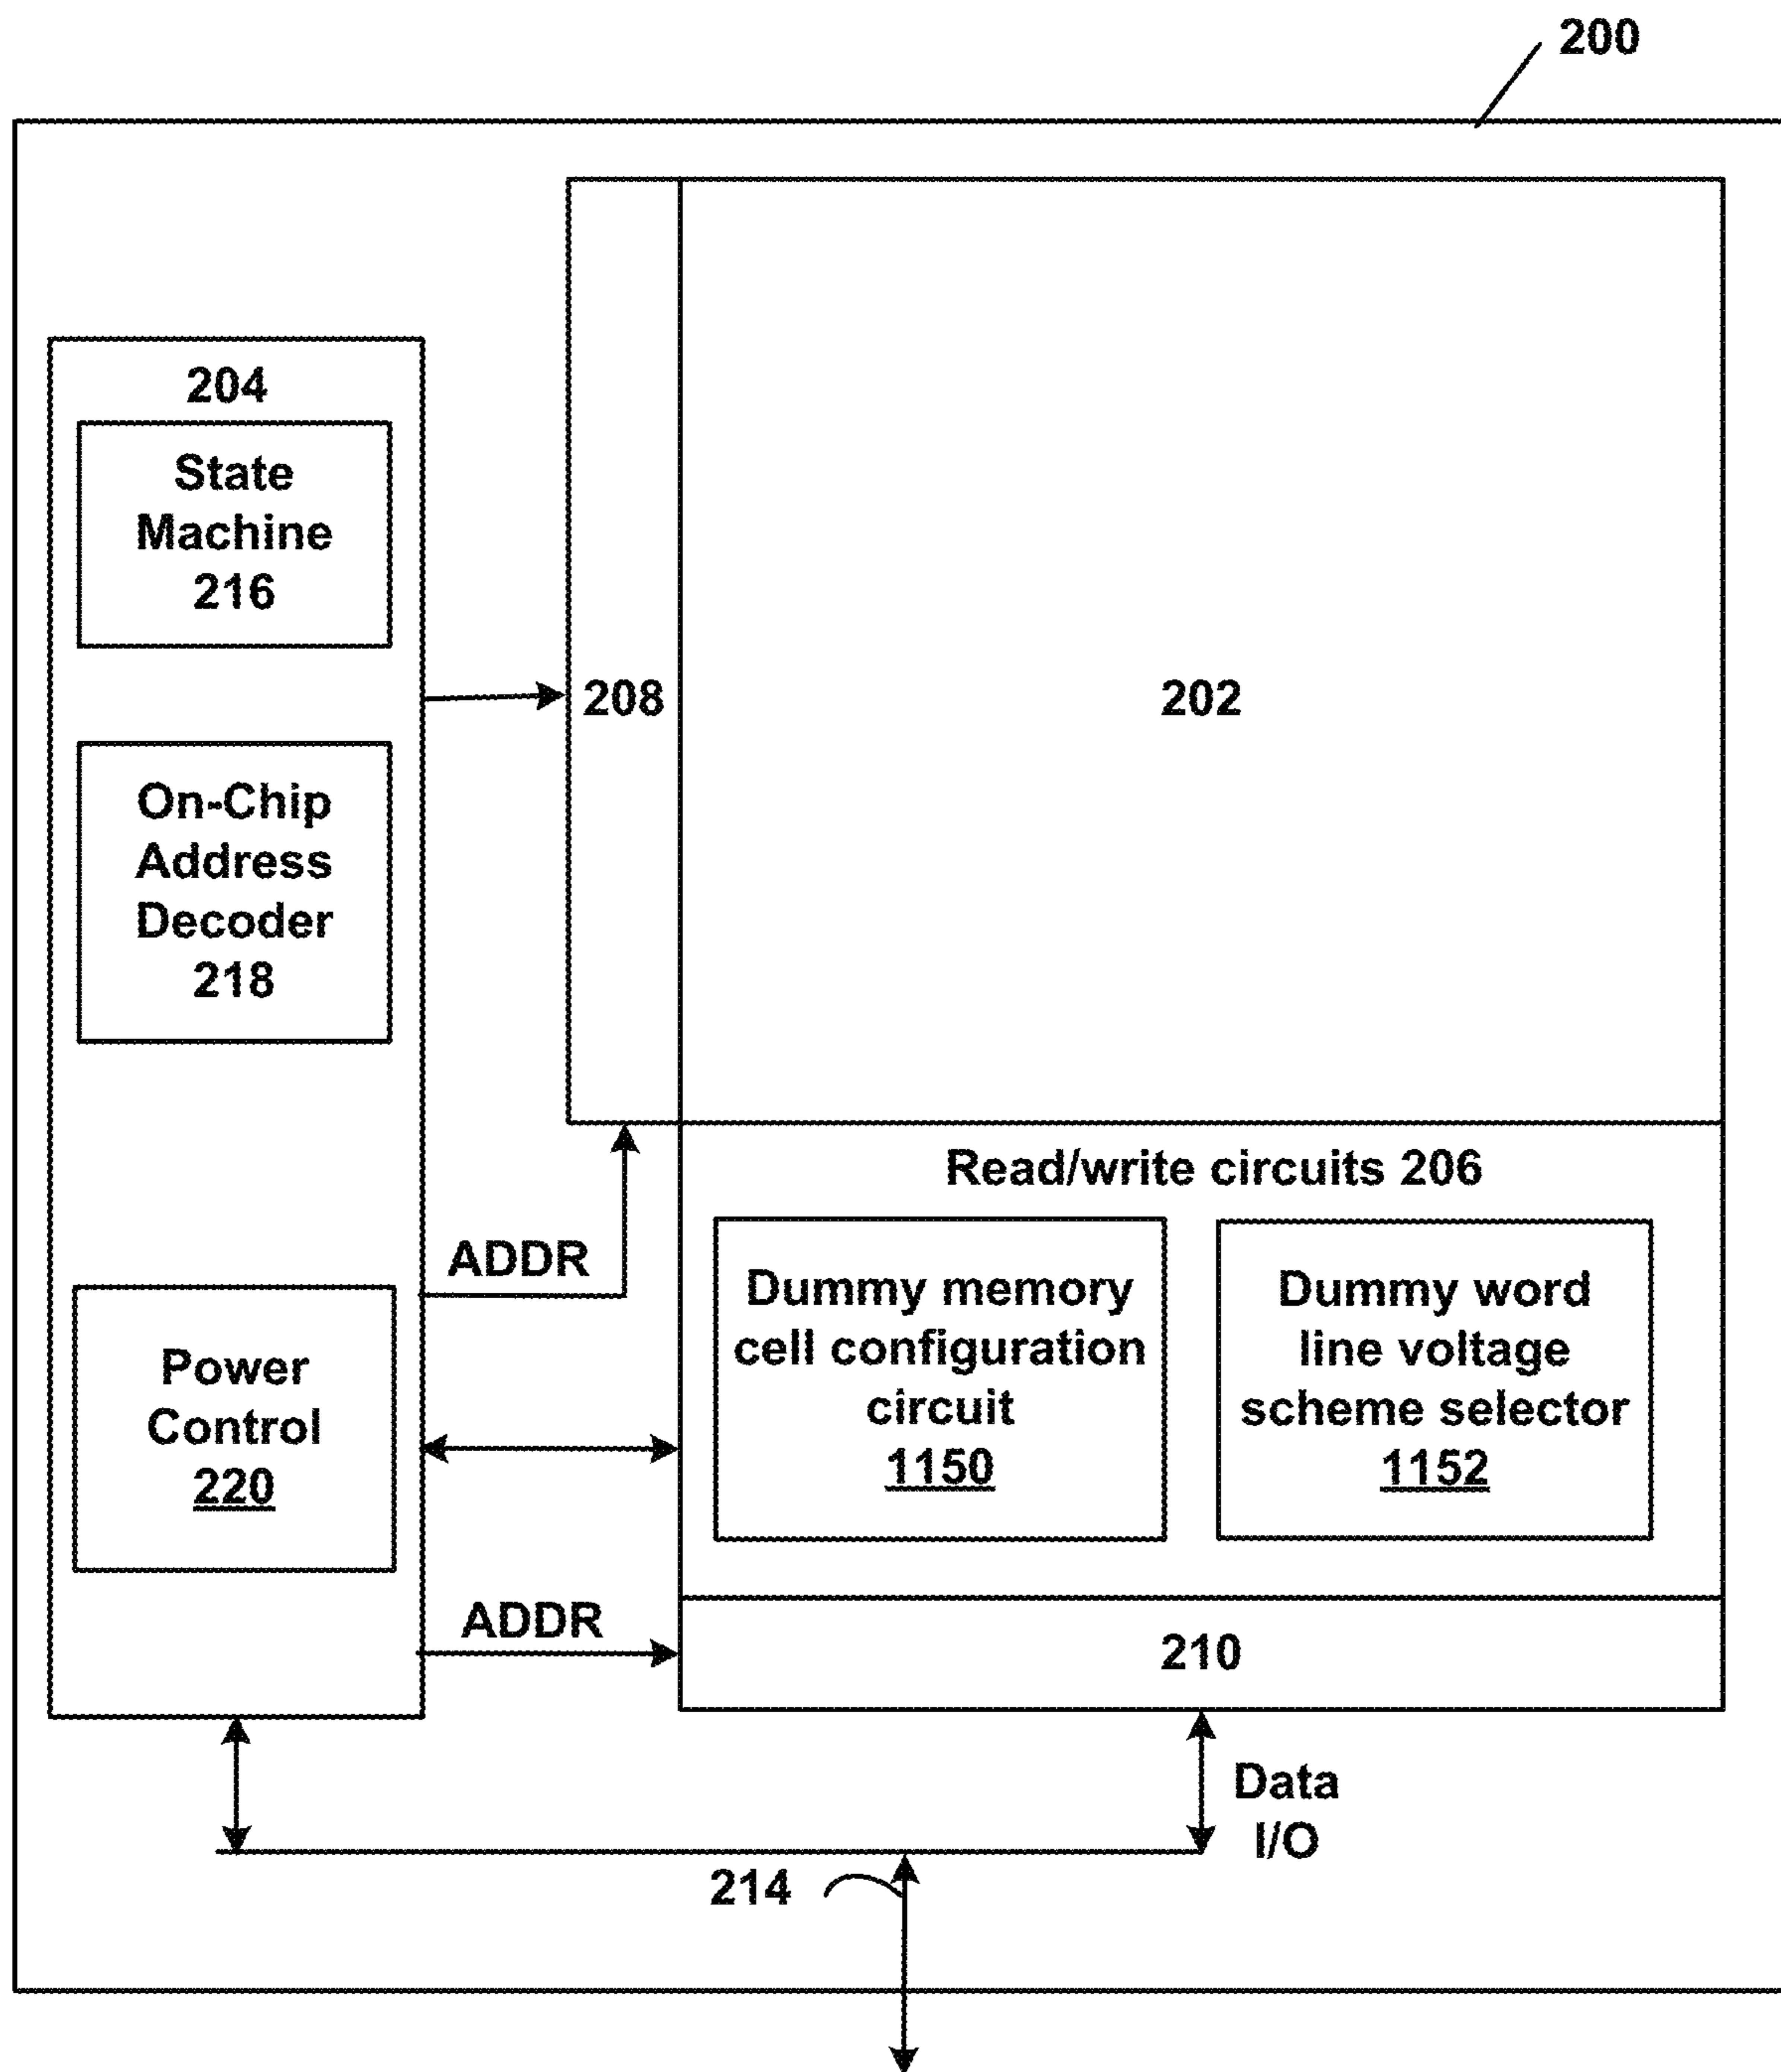 200
204
State
Machine
216
208
202
On-Chip
Address
Decoder
218
Read/write circuits 206
ADDR
Dummy memory
cell configuration
circuit
1150
Dummy word
line voltage
scheme selector
1152
Power
Control
220
ADDR
210
Data
I/O
214